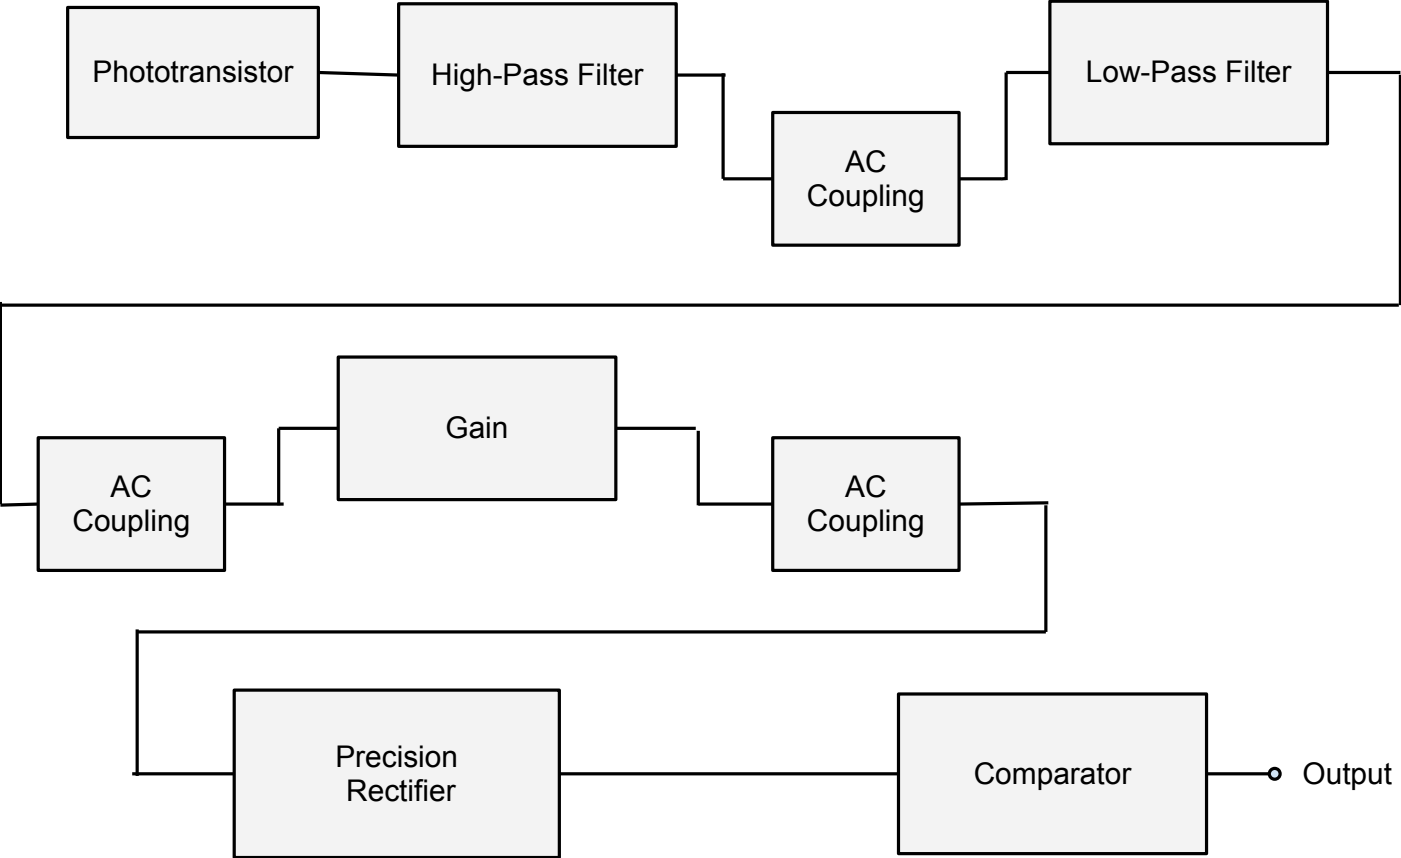 Phototransistor
High-Pass Filter
AC
Coupling
Low-Pass Filter
AC
Coupling
Gain
AC
Coupling
Precision
Rectifier
Comparator
Output